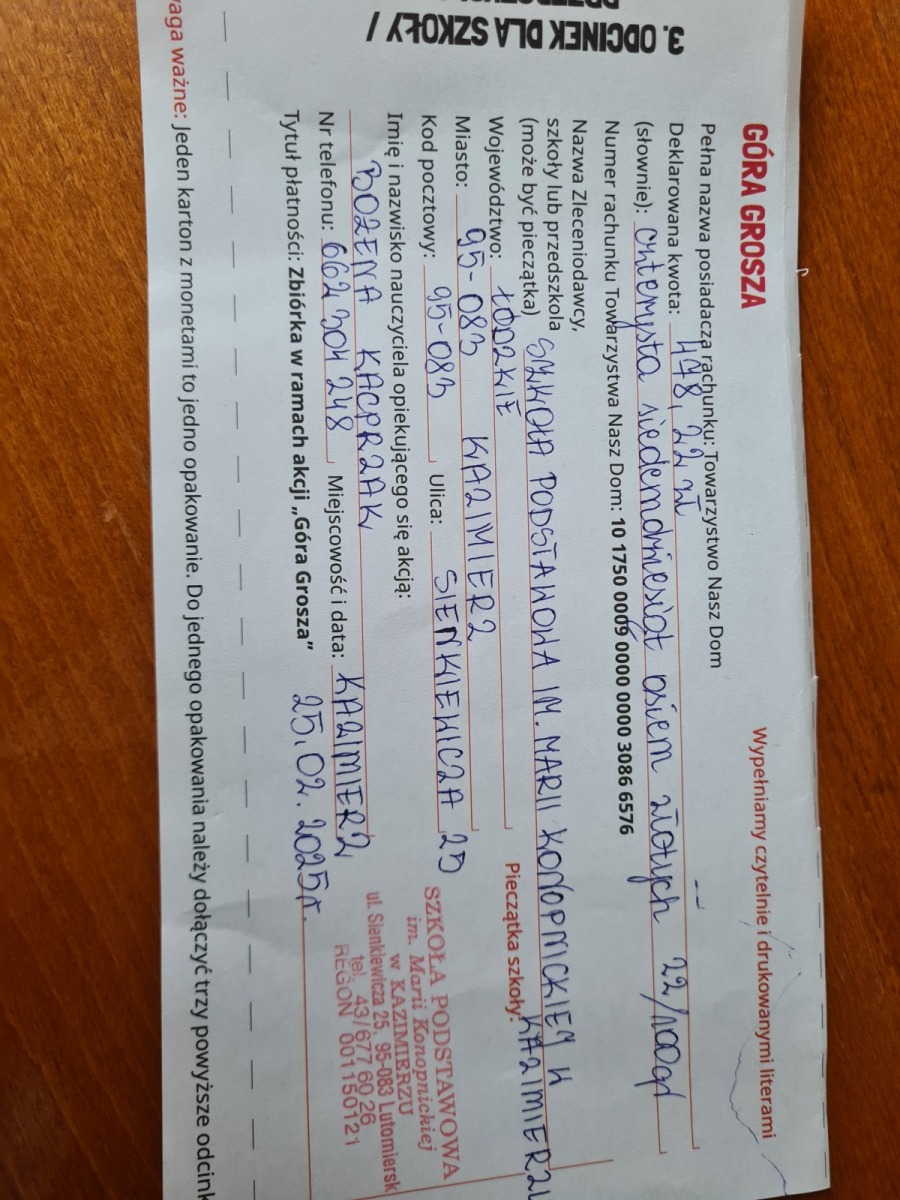 3. ODCINEK DLA SZKOŁY /
GÓRA GROSZA
Wypełniamy czytelnie i drukowanymi literami
Pełna nazwa posiadacza rachunku: Towarzystwo Nasz Dom
Deklarowana kwota: 478,22 zł
(słownie): czterysta siedemdziesiąt osiem złotych 22/100gr
Numer rachunku Towarzystwa Nasz Dom: 10 1750 0009 0000 0000 3086 6576
Nazwa Zleceniodawcy,
szkoły lub przedszkola SZKOŁA PODSTAWOWA IM. MARII KONOPNICKIEJ W KAZIMIERZU
(może być pieczątka)
Województwo: ŁÓDZKIE
Pieczątka szkoły:
Miasto: 95-083 KAZIMIERZ
Kod pocztowy: 95-083 Ulica: SIENKIEWICZA 25
Imię i nazwisko nauczyciela opiekującego się akcją:
BOŻENA KACPRZAK
Nr telefonu: 662 304 248 Miejscowość i data: KAZIMIERZ
25.02.2025r.
Tytuł płatności: Zbiórka w ramach akcji „Góra Grosza”
SZKOŁA PODSTAWOWA
im. Marii Konopnickiej
w KAZIMIERZU
ul. Sienkiewicza 25, 95-083 Lutomiersk
tel. 43/677 60 26
REGON 001150121
waga ważne: Jeden karton z monetami to jedno opakowanie. Do jednego opakowania należy dołączyć trzy powyższe odcink